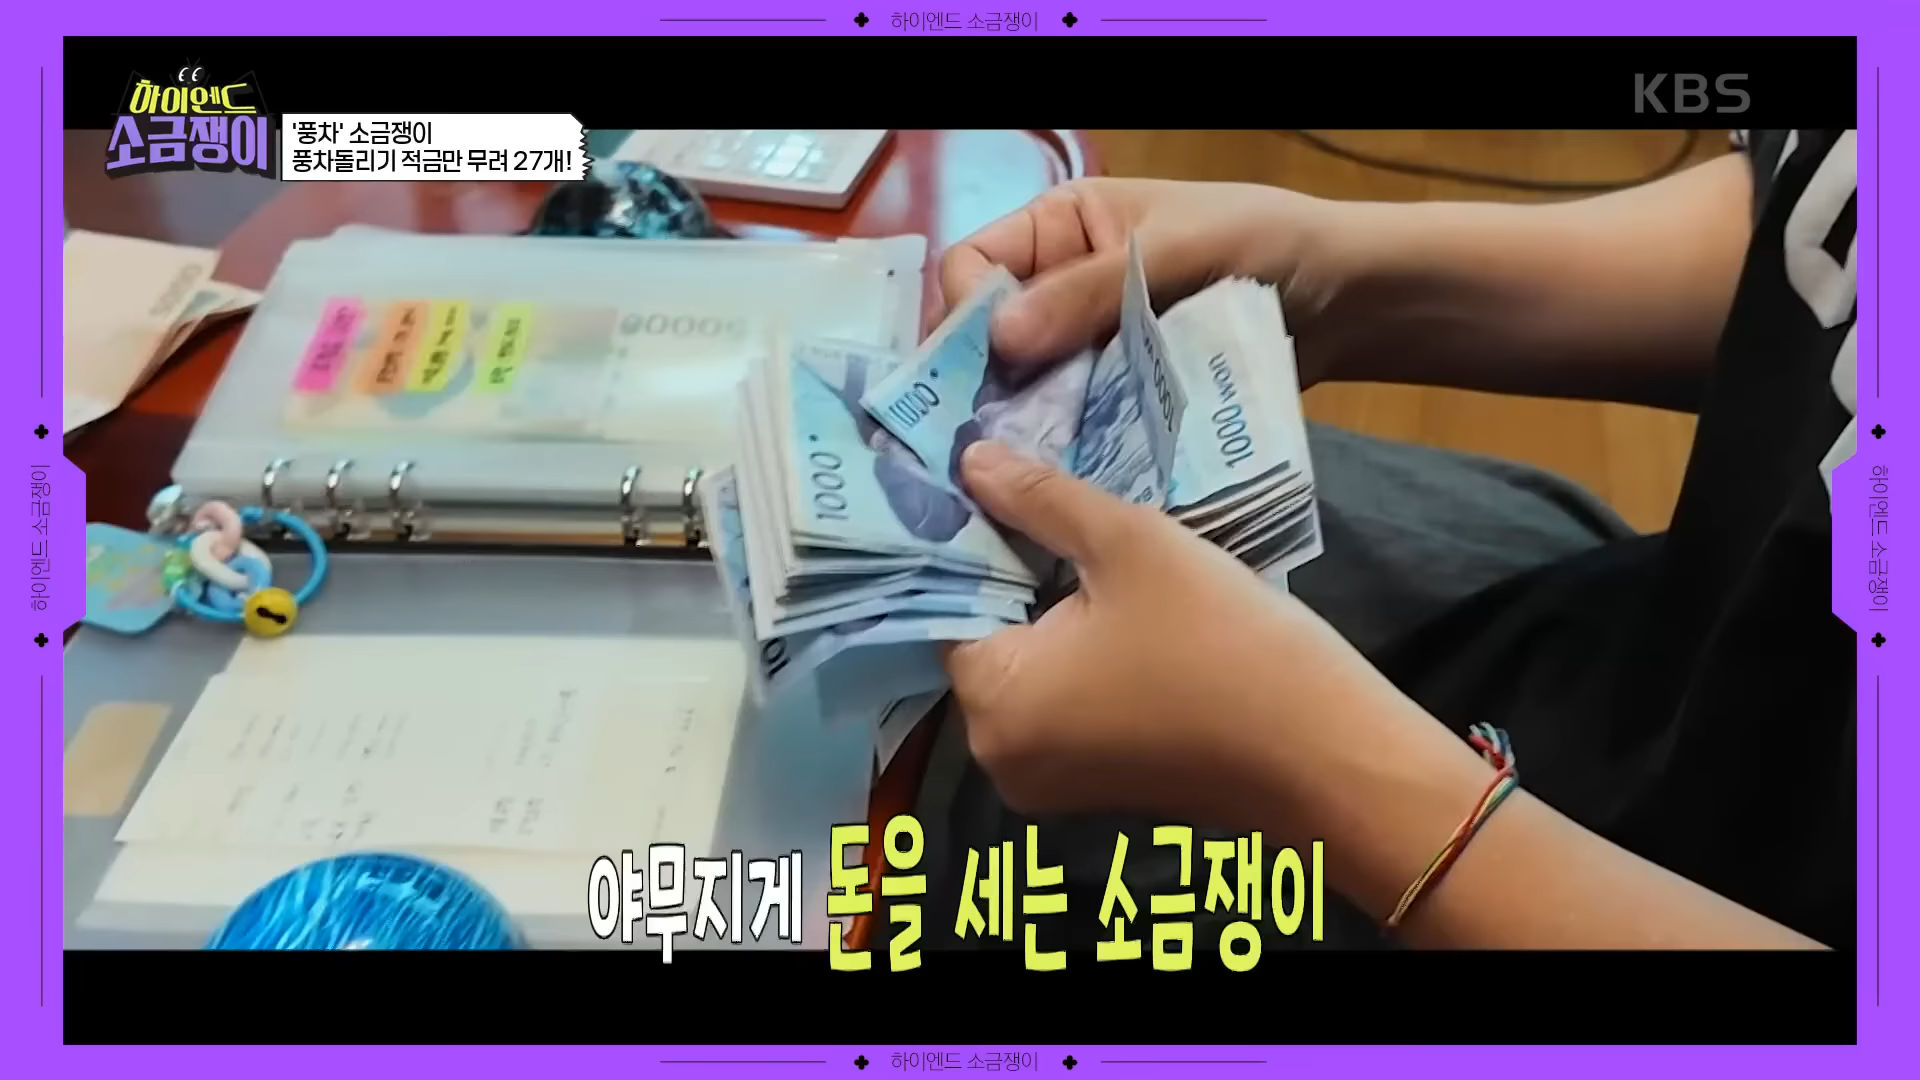 하이엔드 소금쟁이
하이엔드
소금쟁이
'풍차' 소금쟁이
풍차돌리기 적금만 무려 27개!
KBS
5000
50000
1000
1000
1000
1000 won
10
하이엔드 소금쟁이
하이엔드 소금쟁이
야무지게 돈을 세는 소금쟁이
하이엔드 소금쟁이